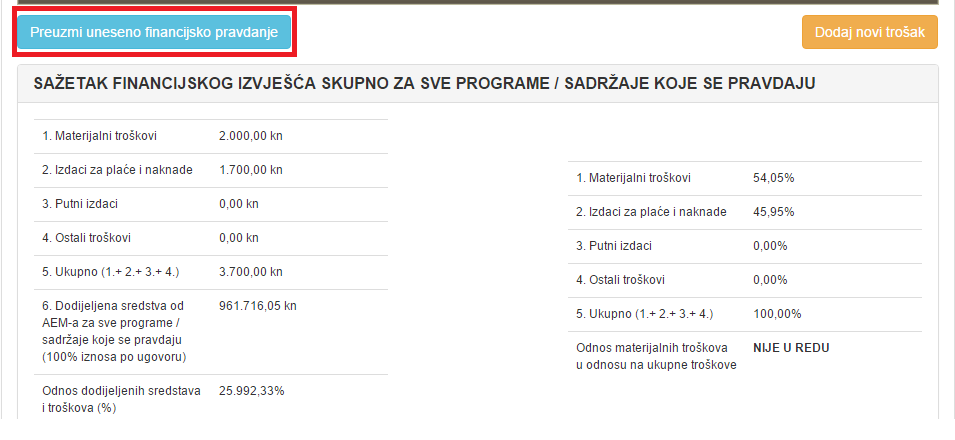 Preuzmi uneseno financijsko pravdanje
Dodaj novi trošak
SAŽETAK FINANCIJSKOG IZVJEŠĆA SKUPNO ZA SVE PROGRAME / SADRŽAJE KOJE SE PRAVDAJU
1. Materijalni troškovi 2.000,00 kn
2. Izdaci za plaće i naknade 1.700,00 kn
3. Putni izdaci 0,00 kn
4. Ostali troškovi 0,00 kn
5. Ukupno (1.+ 2.+ 3.+ 4.) 3.700,00 kn
6. Dodijeljena sredstva od 961.716,05 kn
AEM-a za sve programe /
sadržaje koje se pravdaju
(100% iznosa po ugovoru)
Odnos dodijeljenih sredstava 25.992,33%
i troškova (%)
1. Materijalni troškovi 54,05%
2. Izdaci za plaće i naknade 45,95%
3. Putni izdaci 0,00%
4. Ostali troškovi 0,00%
5. Ukupno (1.+ 2.+ 3.+ 4.) 100,00%
Odnos materijalnih troškova NIJE U REDU
u odnosu na ukupne troškove